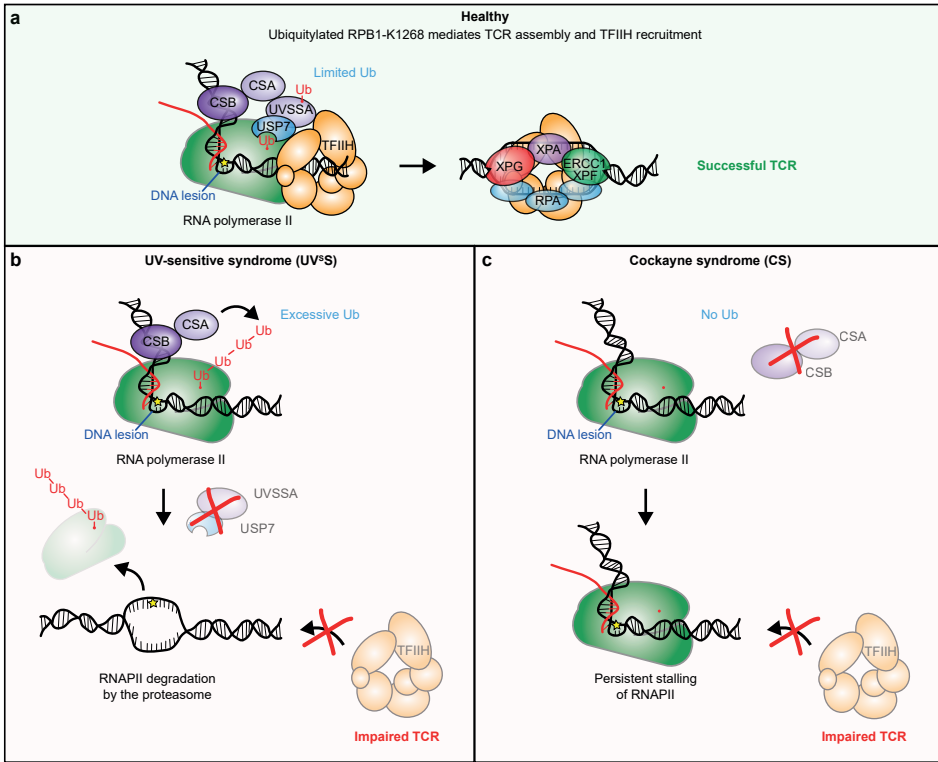 a
Healthy
Ubiquitylated RPB1-K1268 mediates TCR assembly and TFIIH recruitment
Limited Ub
CSA
Ub
CSB
UVSSA
USP7
Ub
TFIIH
DNA lesion
RNA polymerase II
XPA
XPG
ERCC1
XPF
RPA
Successful TCR
b
UV-sensitive syndrome (UVˢS)
Excessive Ub
CSA
CSB
Ub
Ub
Ub
Ub
DNA lesion
RNA polymerase II
UVSSA
USP7
Ub
Ub
Ub
Ub
RNAPII degradation
by the proteasome
TFIIH
Impaired TCR
c
Cockayne syndrome (CS)
No Ub
CSA
CSB
DNA lesion
RNA polymerase II
Persistent stalling
of RNAPII
TFIIH
Impaired TCR